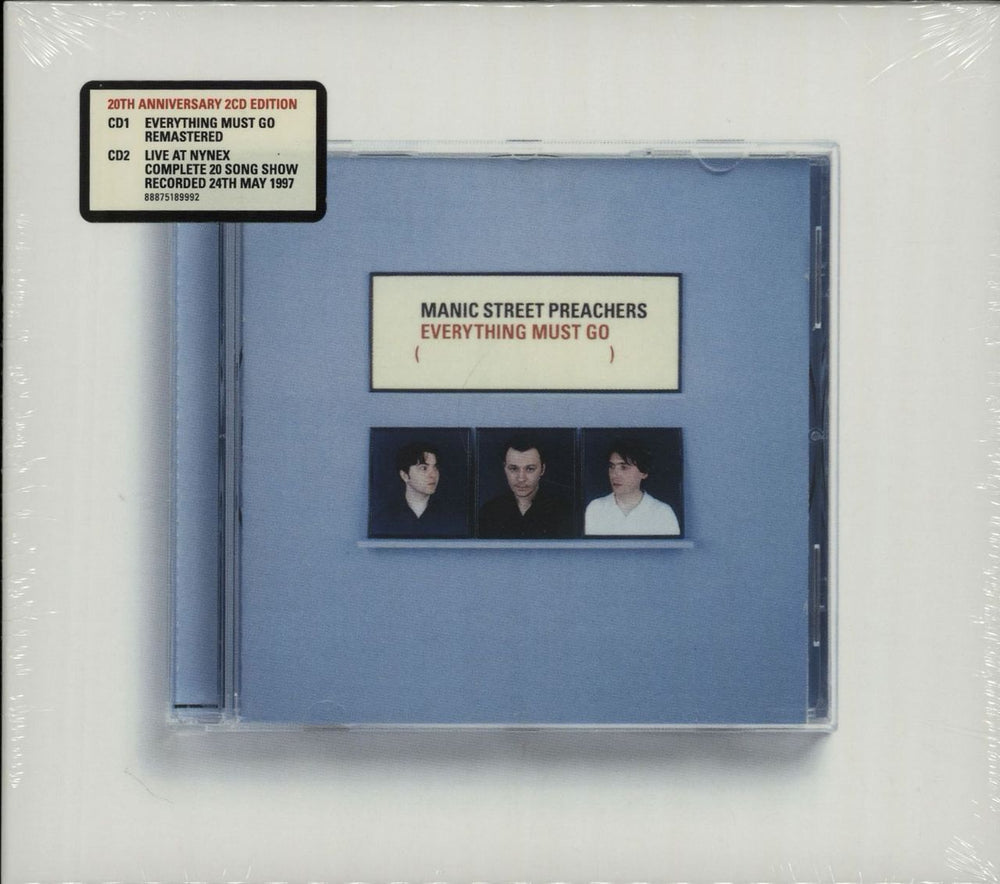 20TH ANNIVERSARY 2CD EDITION
CD1 EVERYTHING MUST GO
REMASTERED
CD2 LIVE AT NYNEX
COMPLETE 20 SONG SHOW
RECORDED 24TH MAY 1997
88875189992
MANIC STREET PREACHERS
EVERYTHING MUST GO
( )